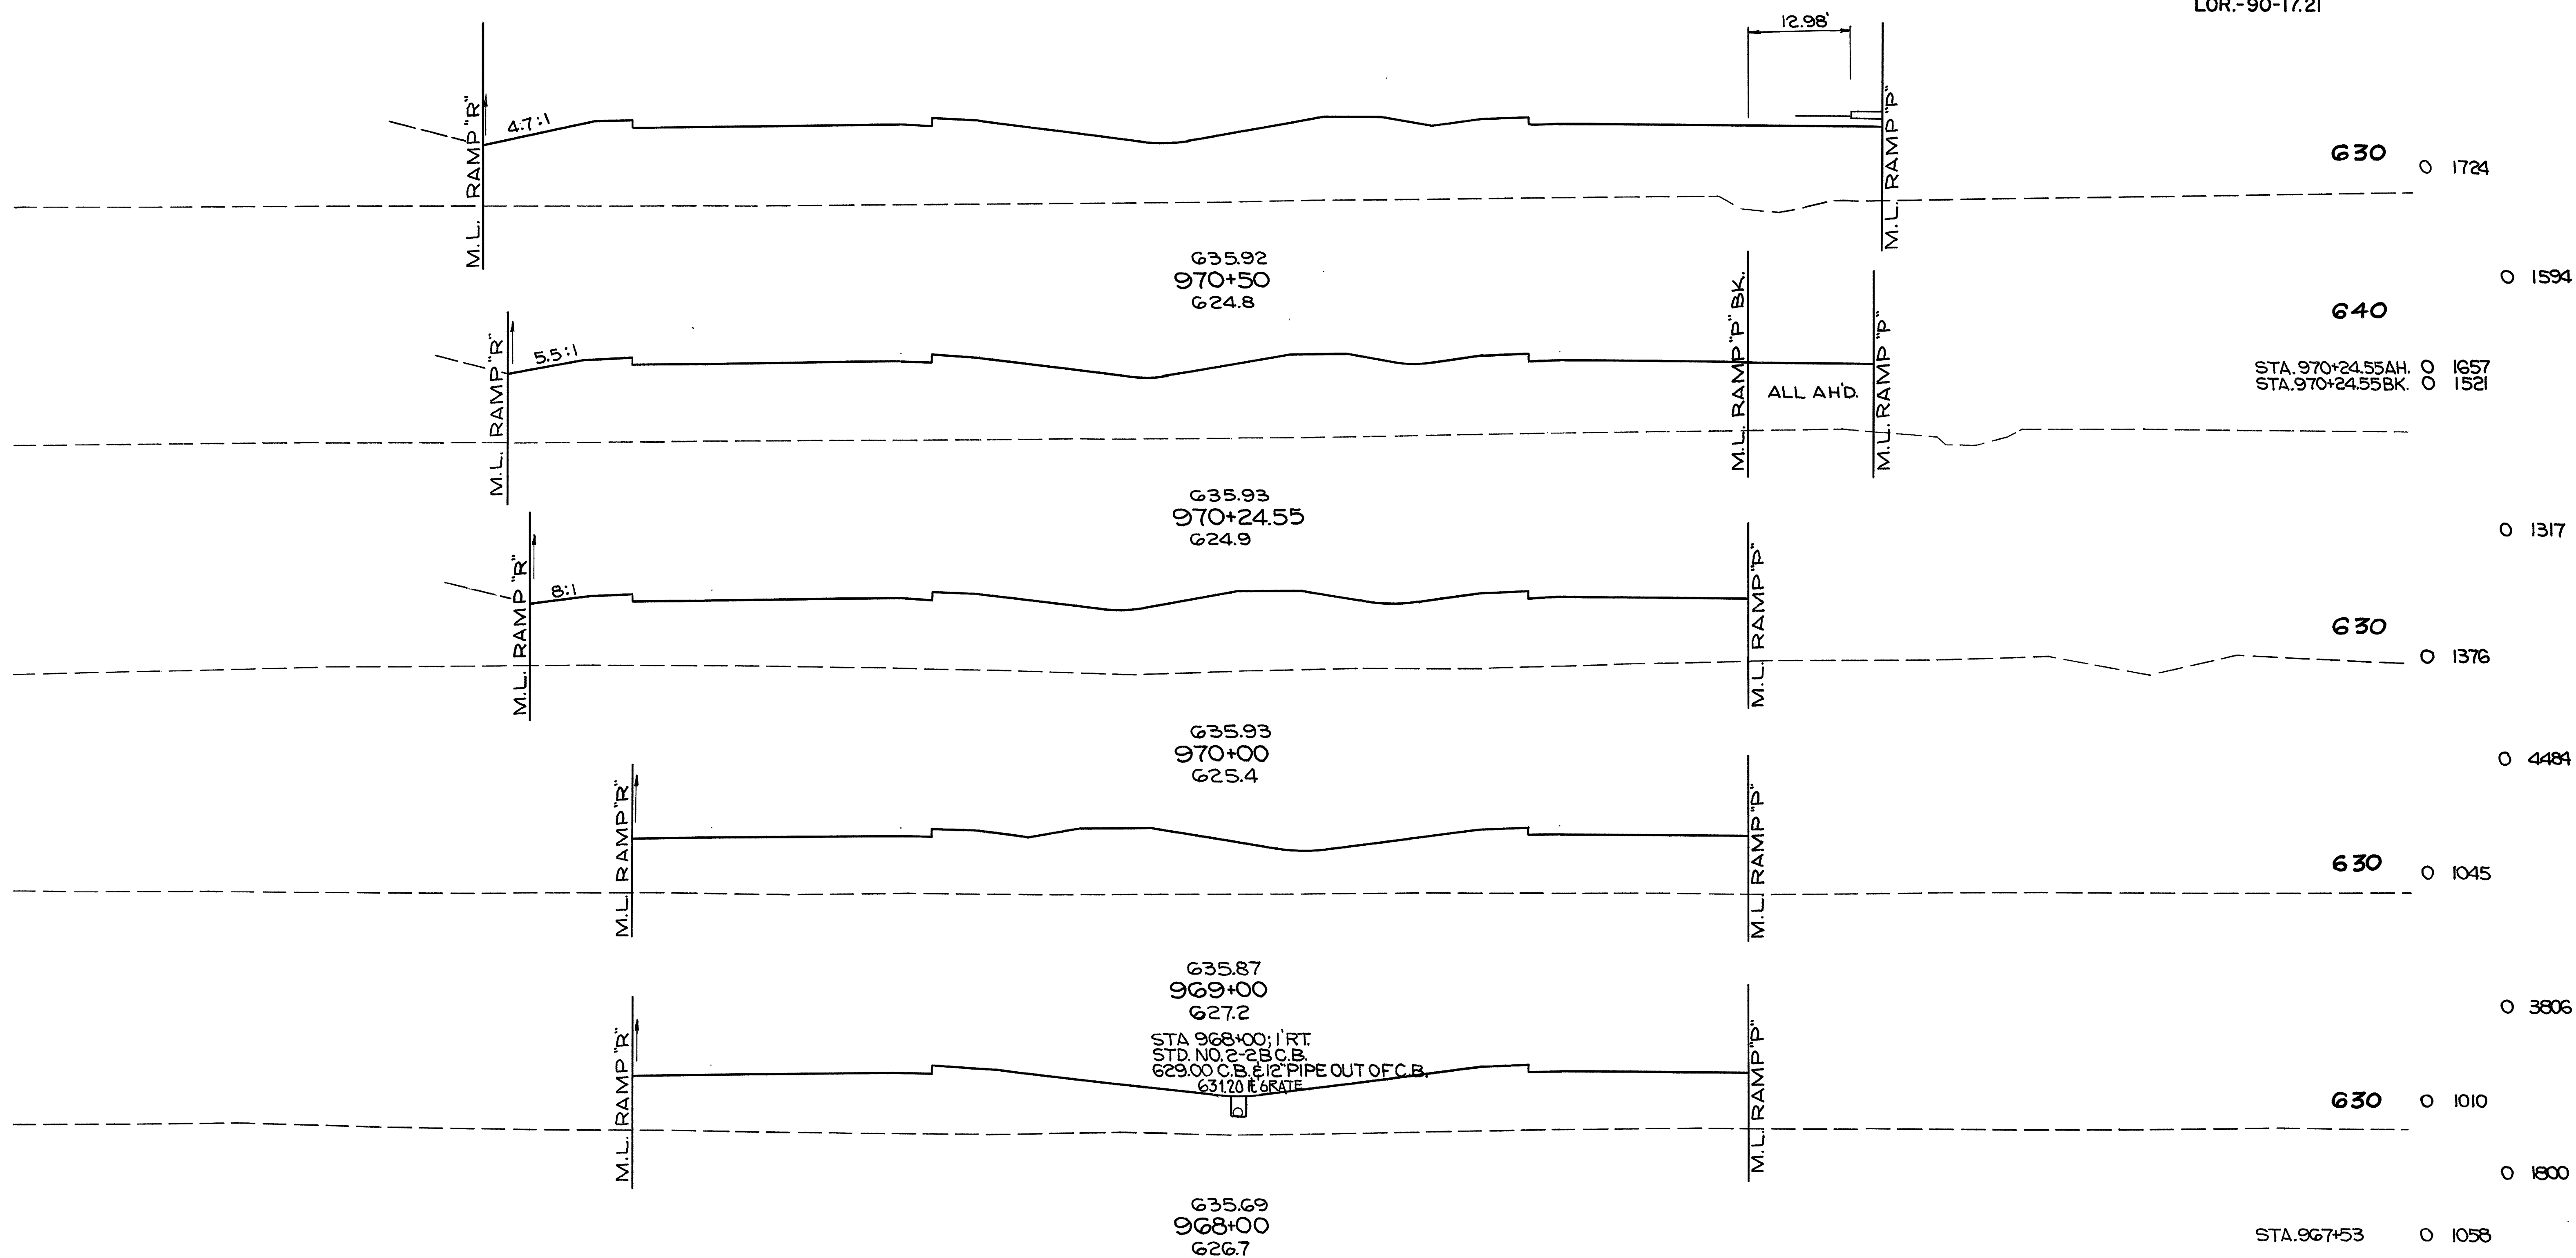 LOR.-90-17.21
12.98'
M.L. RAMP "R"
4.7:1
M.L. RAMP "P"
630
O 1724
635.92
970+50
624.8
O 1594
M.L. RAMP "R"
5.5:1
M.L. RAMP "P" BK.
ALL AH'D.
M.L. RAMP "P"
640
STA.970+24.55AH. O 1657
STA.970+24.55BK. O 1521
635.93
970+24.55
624.9
O 1317
M.L. RAMP "R"
8:1
M.L. RAMP "P"
630
O 1376
635.93
970+00
625.4
O 4484
M.L. RAMP "R"
M.L. RAMP "P"
630
O 1045
635.87
969+00
627.2
O 3806
M.L. RAMP "R"
STA 968+00; 1' RT.
STD. NO. 2-2B C.B.
629.00 C.B. & 12" PIPE OUT OF C.B.
631.20 GRATE
M.L. RAMP "P"
630
O 1010
O 1800
635.69
968+00
626.7
STA.967+53 O 1058